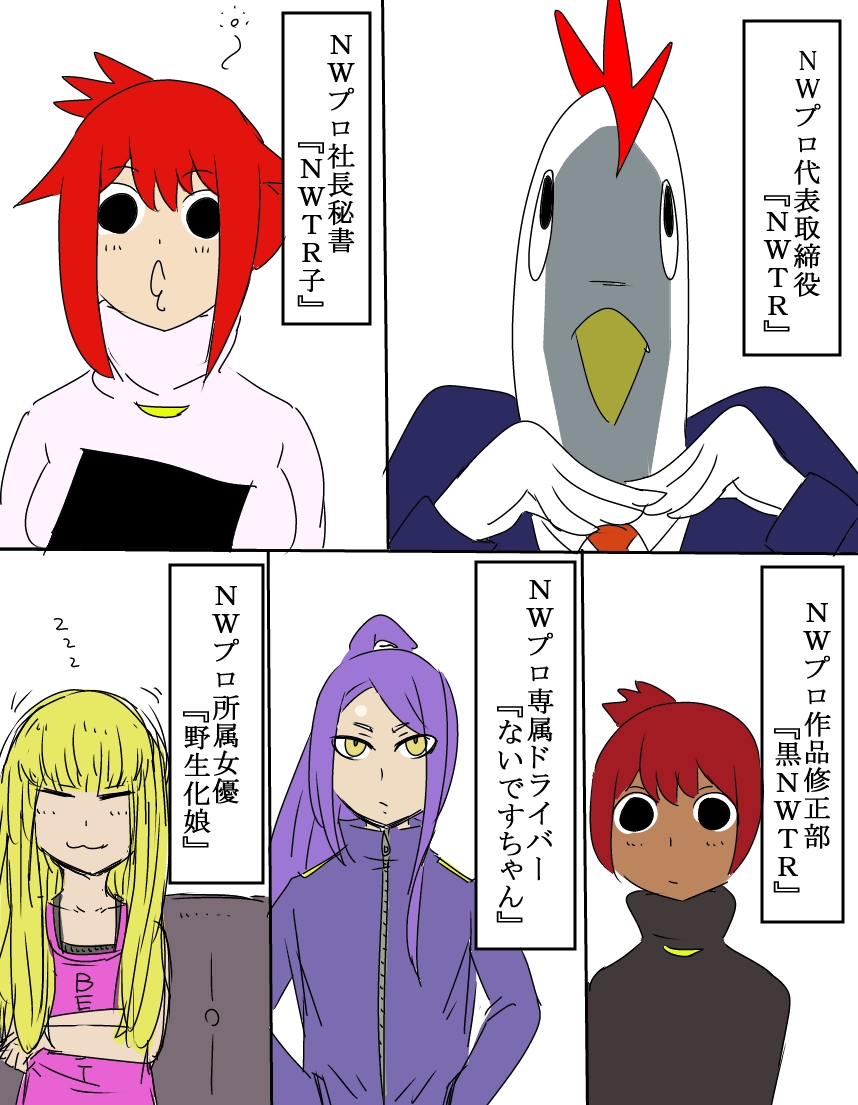 NWプロ代表取締役
『NWTR』
NWプロ社長秘書
『NWTR子』
NWプロ作品修正部
『黒NWTR』
NWプロ専属ドライバー
『ないですちゃん』
NWプロ所属女優
『野生化娘』
z
z
z
BE
I